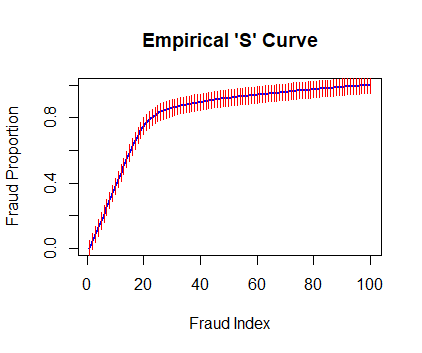 Empirical 'S' Curve
Fraud Proportion
0.8
0.4
0.0
0 20 40 60 80 100
Fraud Index